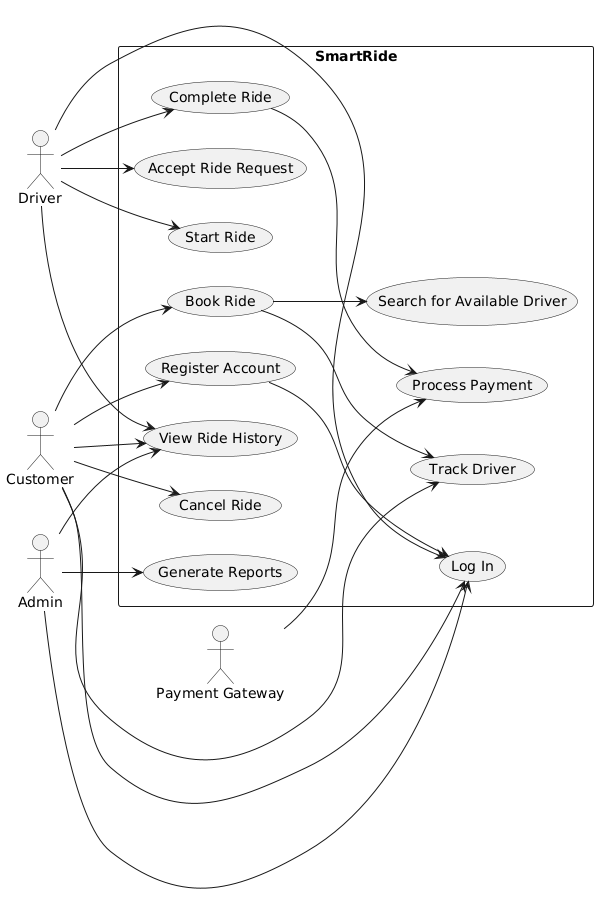 SmartRide
Complete Ride
Driver
Accept Ride Request
Start Ride
Book Ride
Search for Available Driver
Register Account
Process Payment
Customer
View Ride History
Track Driver
Cancel Ride
Admin
Generate Reports
Log In
Payment Gateway